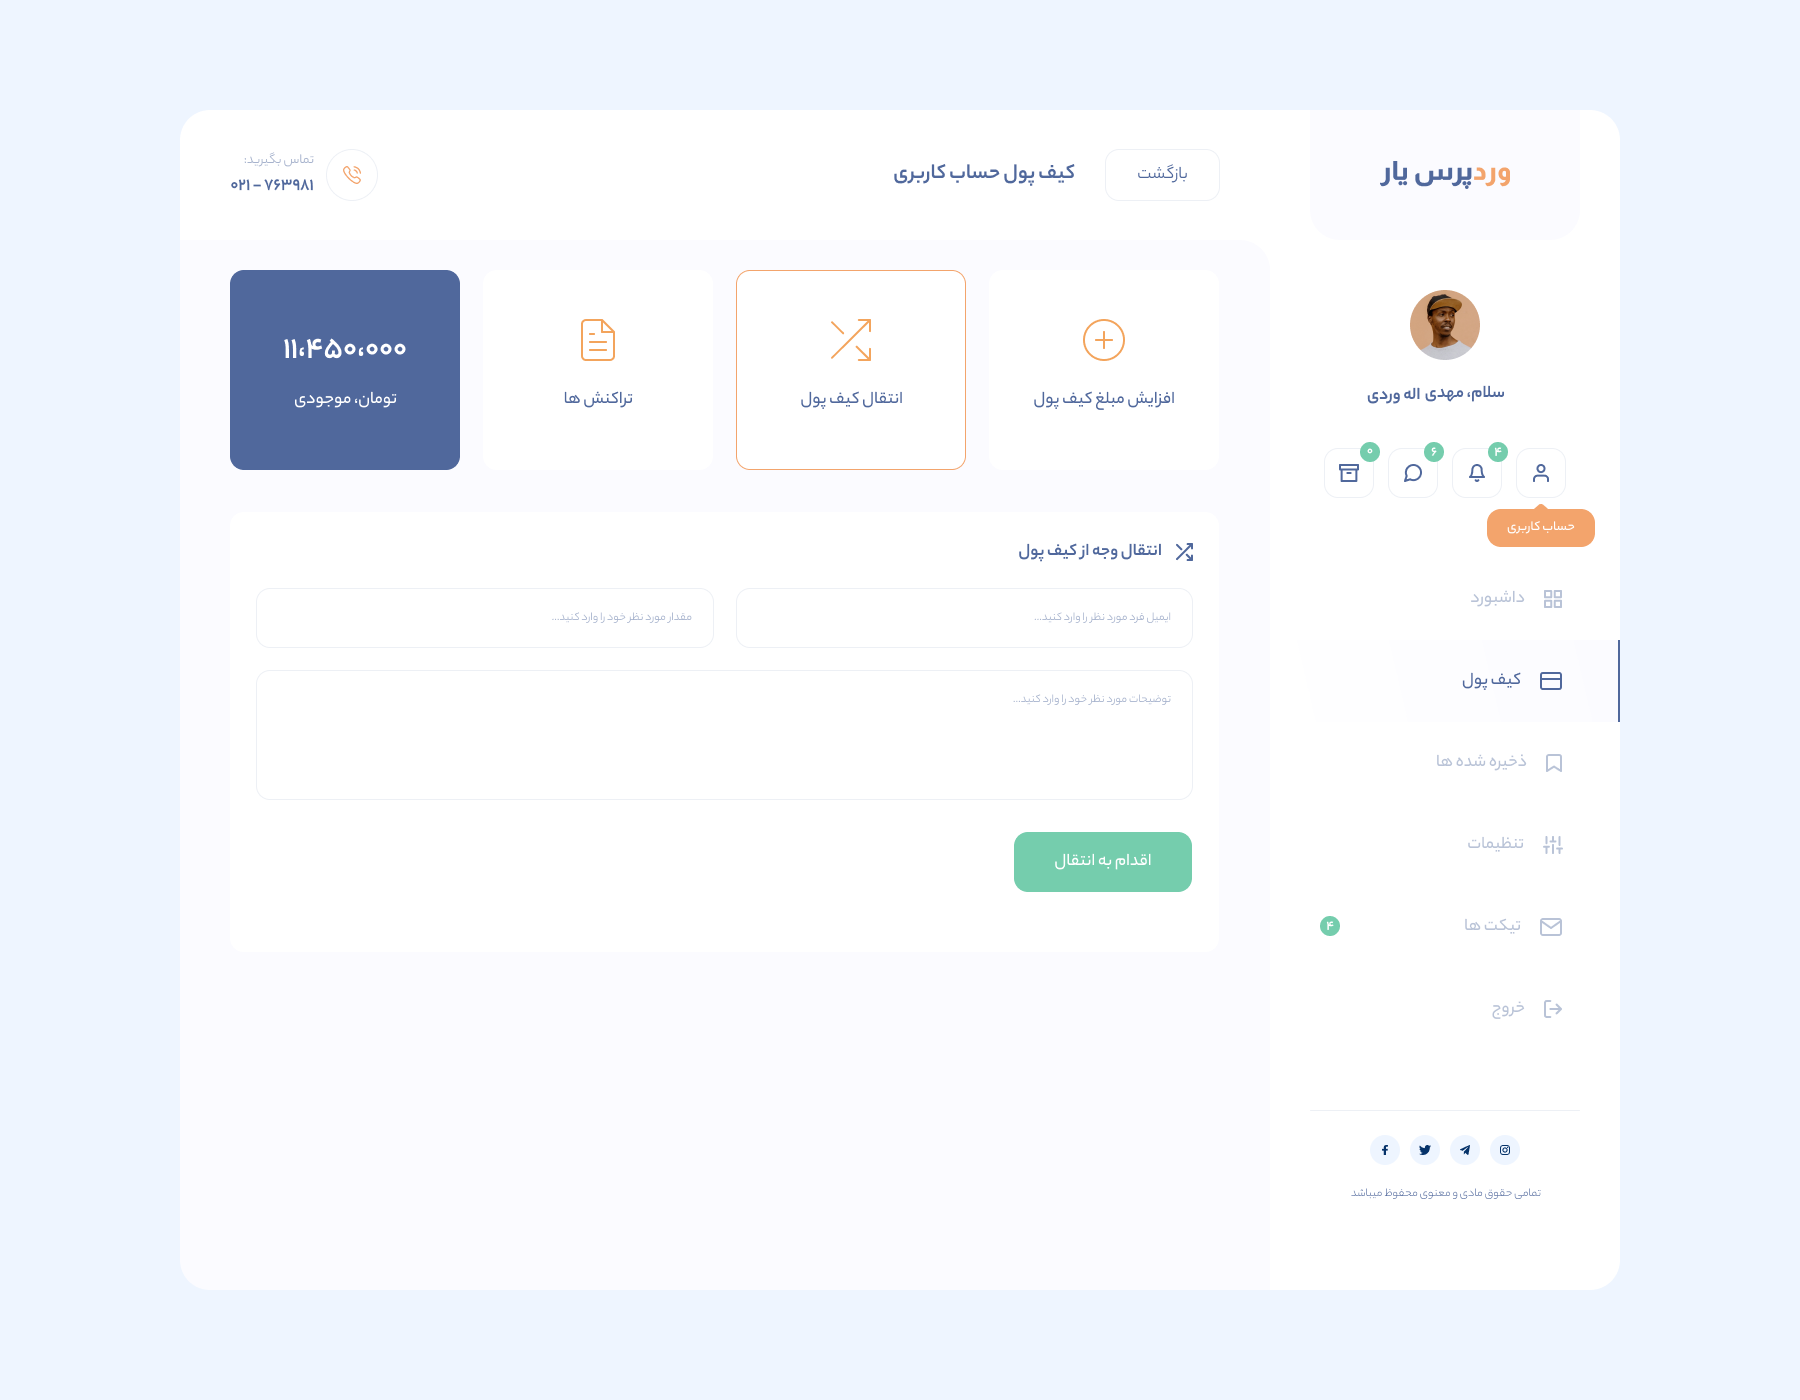 وردپرس یار
بازگشت
کیف پول حساب کاربری
تماس بگیرید:
۰۲۱ - ۷۶۳۹۸۱
سلام، مهدی اله وردی
۴
۶
۰
حساب کاربری
داشبورد
کیف پول
ذخیره شده ها
تنظیمات
تیکت ها
۴
خروج
تمامی حقوق مادی و معنوی محفوظ میباشد
افزایش مبلغ کیف پول
انتقال کیف پول
تراکنش ها
۱۱،۴۵۰،۰۰۰
تومان، موجودی
انتقال وجه از کیف پول
ایمیل فرد مورد نظر را وارد کنید...
مقدار مورد نظر خود را وارد کنید...
توضیحات مورد نظر خود را وارد کنید...
اقدام به انتقال